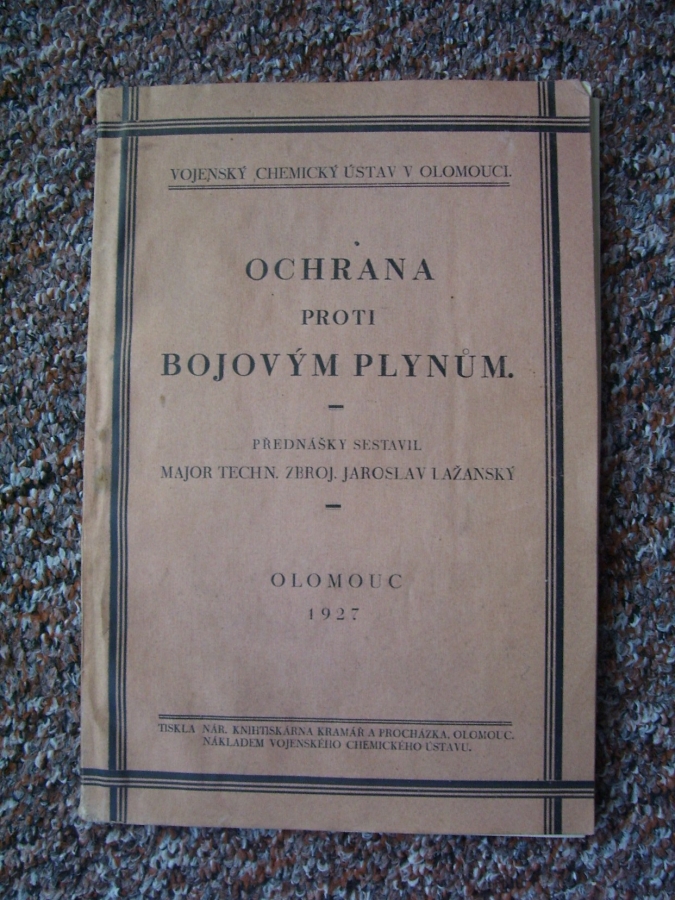 VOJENSKÝ CHEMICKÝ ÚSTAV V OLOMOUCI.
OCHRANA
PROTI
BOJOVÝM PLYNŮM.
PŘEDNÁŠKY SESTAVIL
MAJOR TECHN. ZBROJ. JAROSLAV LAŽANSKÝ
OLOMOUC
1927
TISKLA NÁR. KNIHTISKÁRNA KRAMÁŘ A PROCHÁZKA, OLOMOUC.
NÁKLADEM VOJENSKÉHO CHEMICKÉHO ÚSTAVU.